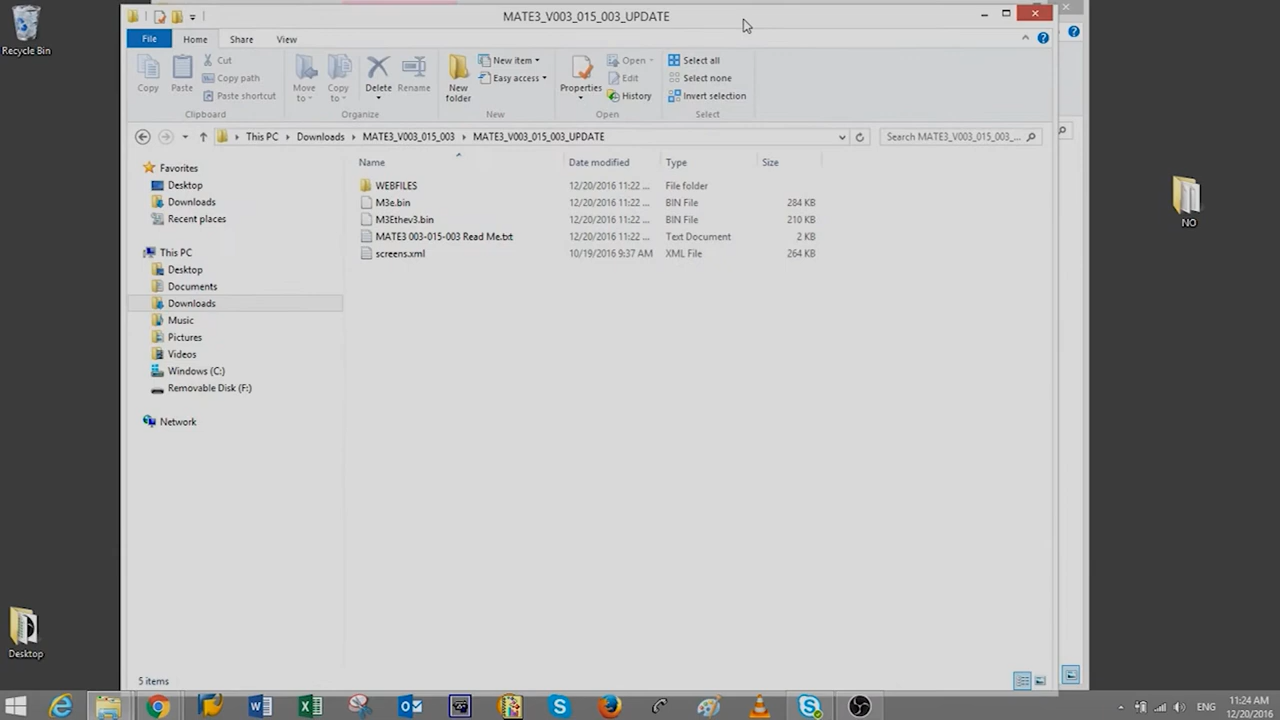 Recycle Bin
MATE3_V003_015_003_UPDATE
File Home Share View
Copy
Paste
Cut
Copy path
Paste shortcut
Clipboard
Move to
Copy to
Delete
Rename
Organize
New folder
New item
Easy access
New
Properties
Open
Edit
History
Open
Select all
Select none
Invert selection
Select
This PC Downloads MATE3_V003_015_003 MATE3_V003_015_003_UPDATE
Search MATE3_V003_015_003_...
Favorites
Desktop
Downloads
Recent places
This PC
Desktop
Documents
Downloads
Music
Pictures
Videos
Windows (C:)
Removable Disk (F:)
Network
Name Date modified Type Size
WEBFILES 12/20/2016 11:22 ... File folder
M3e.bin 12/20/2016 11:22 ... BIN File 284 KB
M3Ethev3.bin 12/20/2016 11:22 ... BIN File 210 KB
MATE3 003-015-003 Read Me.txt 12/20/2016 11:22 ... Text Document 2 KB
screens.xml 10/19/2016 9:37 AM XML File 264 KB
NO
Desktop
5 items
ENG
11:24 AM
12/20/2016